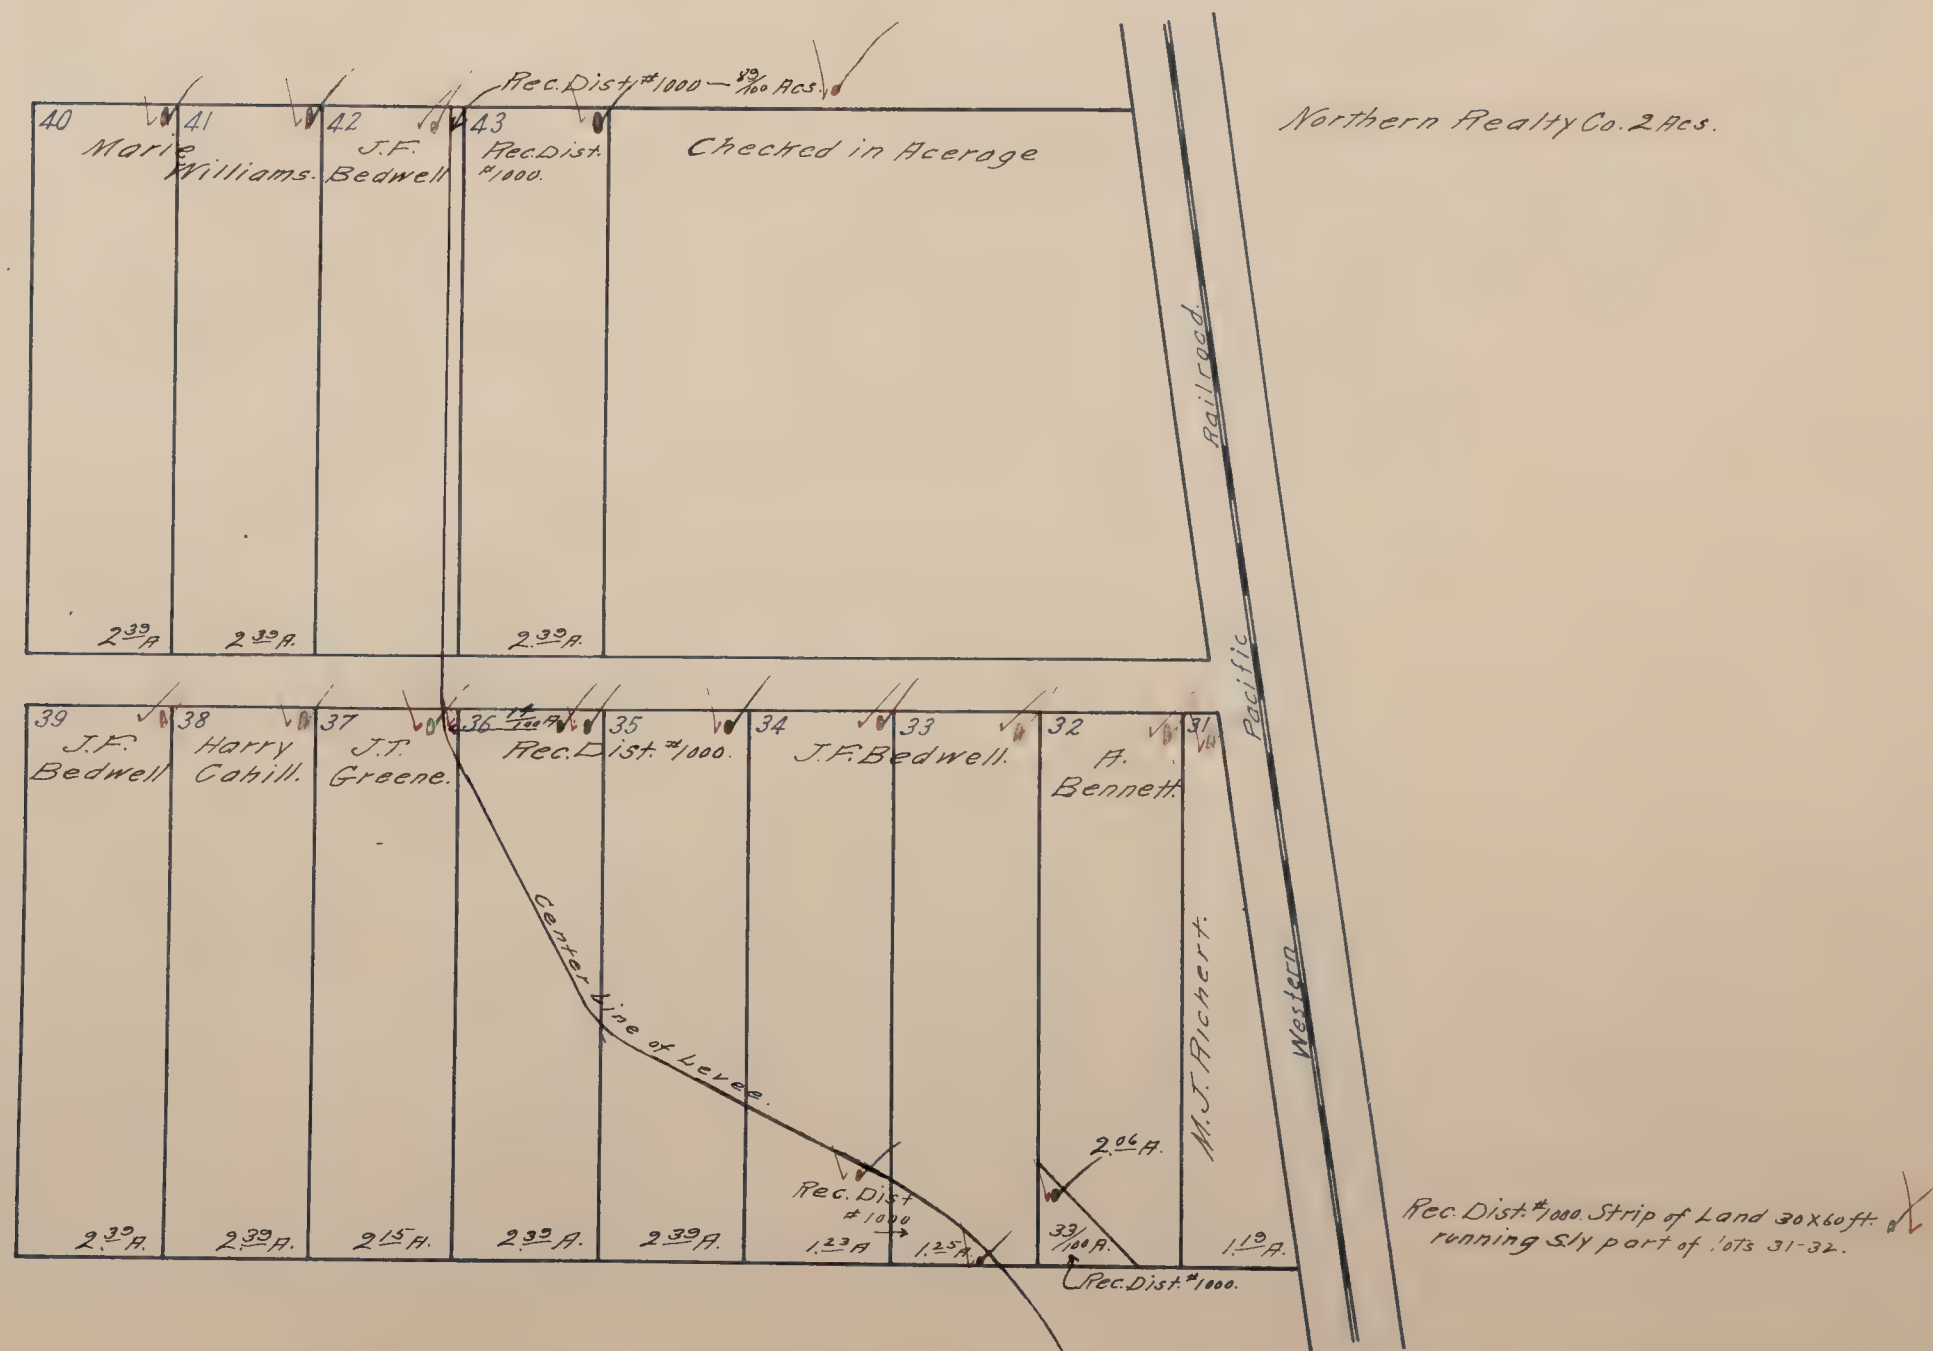 Rec. Dist. #1000 — 89/100 Acs.
Northern Realty Co. 2 Acs.
40
41
42
43
Marie
Williams.
J.F.
Bedwell
Rec. Dist.
#1000.
Checked in Acerage
2.39 A
2.39 A.
2.39 A.
Railroad.
Pacific
Western
39
38
37
36
14/100 A
35
34
33
32
31
J.F.
Bedwell
Harry
Cahill.
J.T.
Greene.
Rec. Dist. #1000.
J.F. Bedwell.
A.
Bennett.
Center Line of Levee.
M.J. Richert.
2.06 A.
Rec. Dist
#1000
2.39 A.
2.39 A.
2.15 A.
2.39 A.
2.39 A.
1.23 A
1.25 A.
33/100 A.
1.19 A.
Rec. Dist. #1000.
Rec. Dist. #1000. Strip of Land 30x60 ft.
running Sly part of lots 31-32.